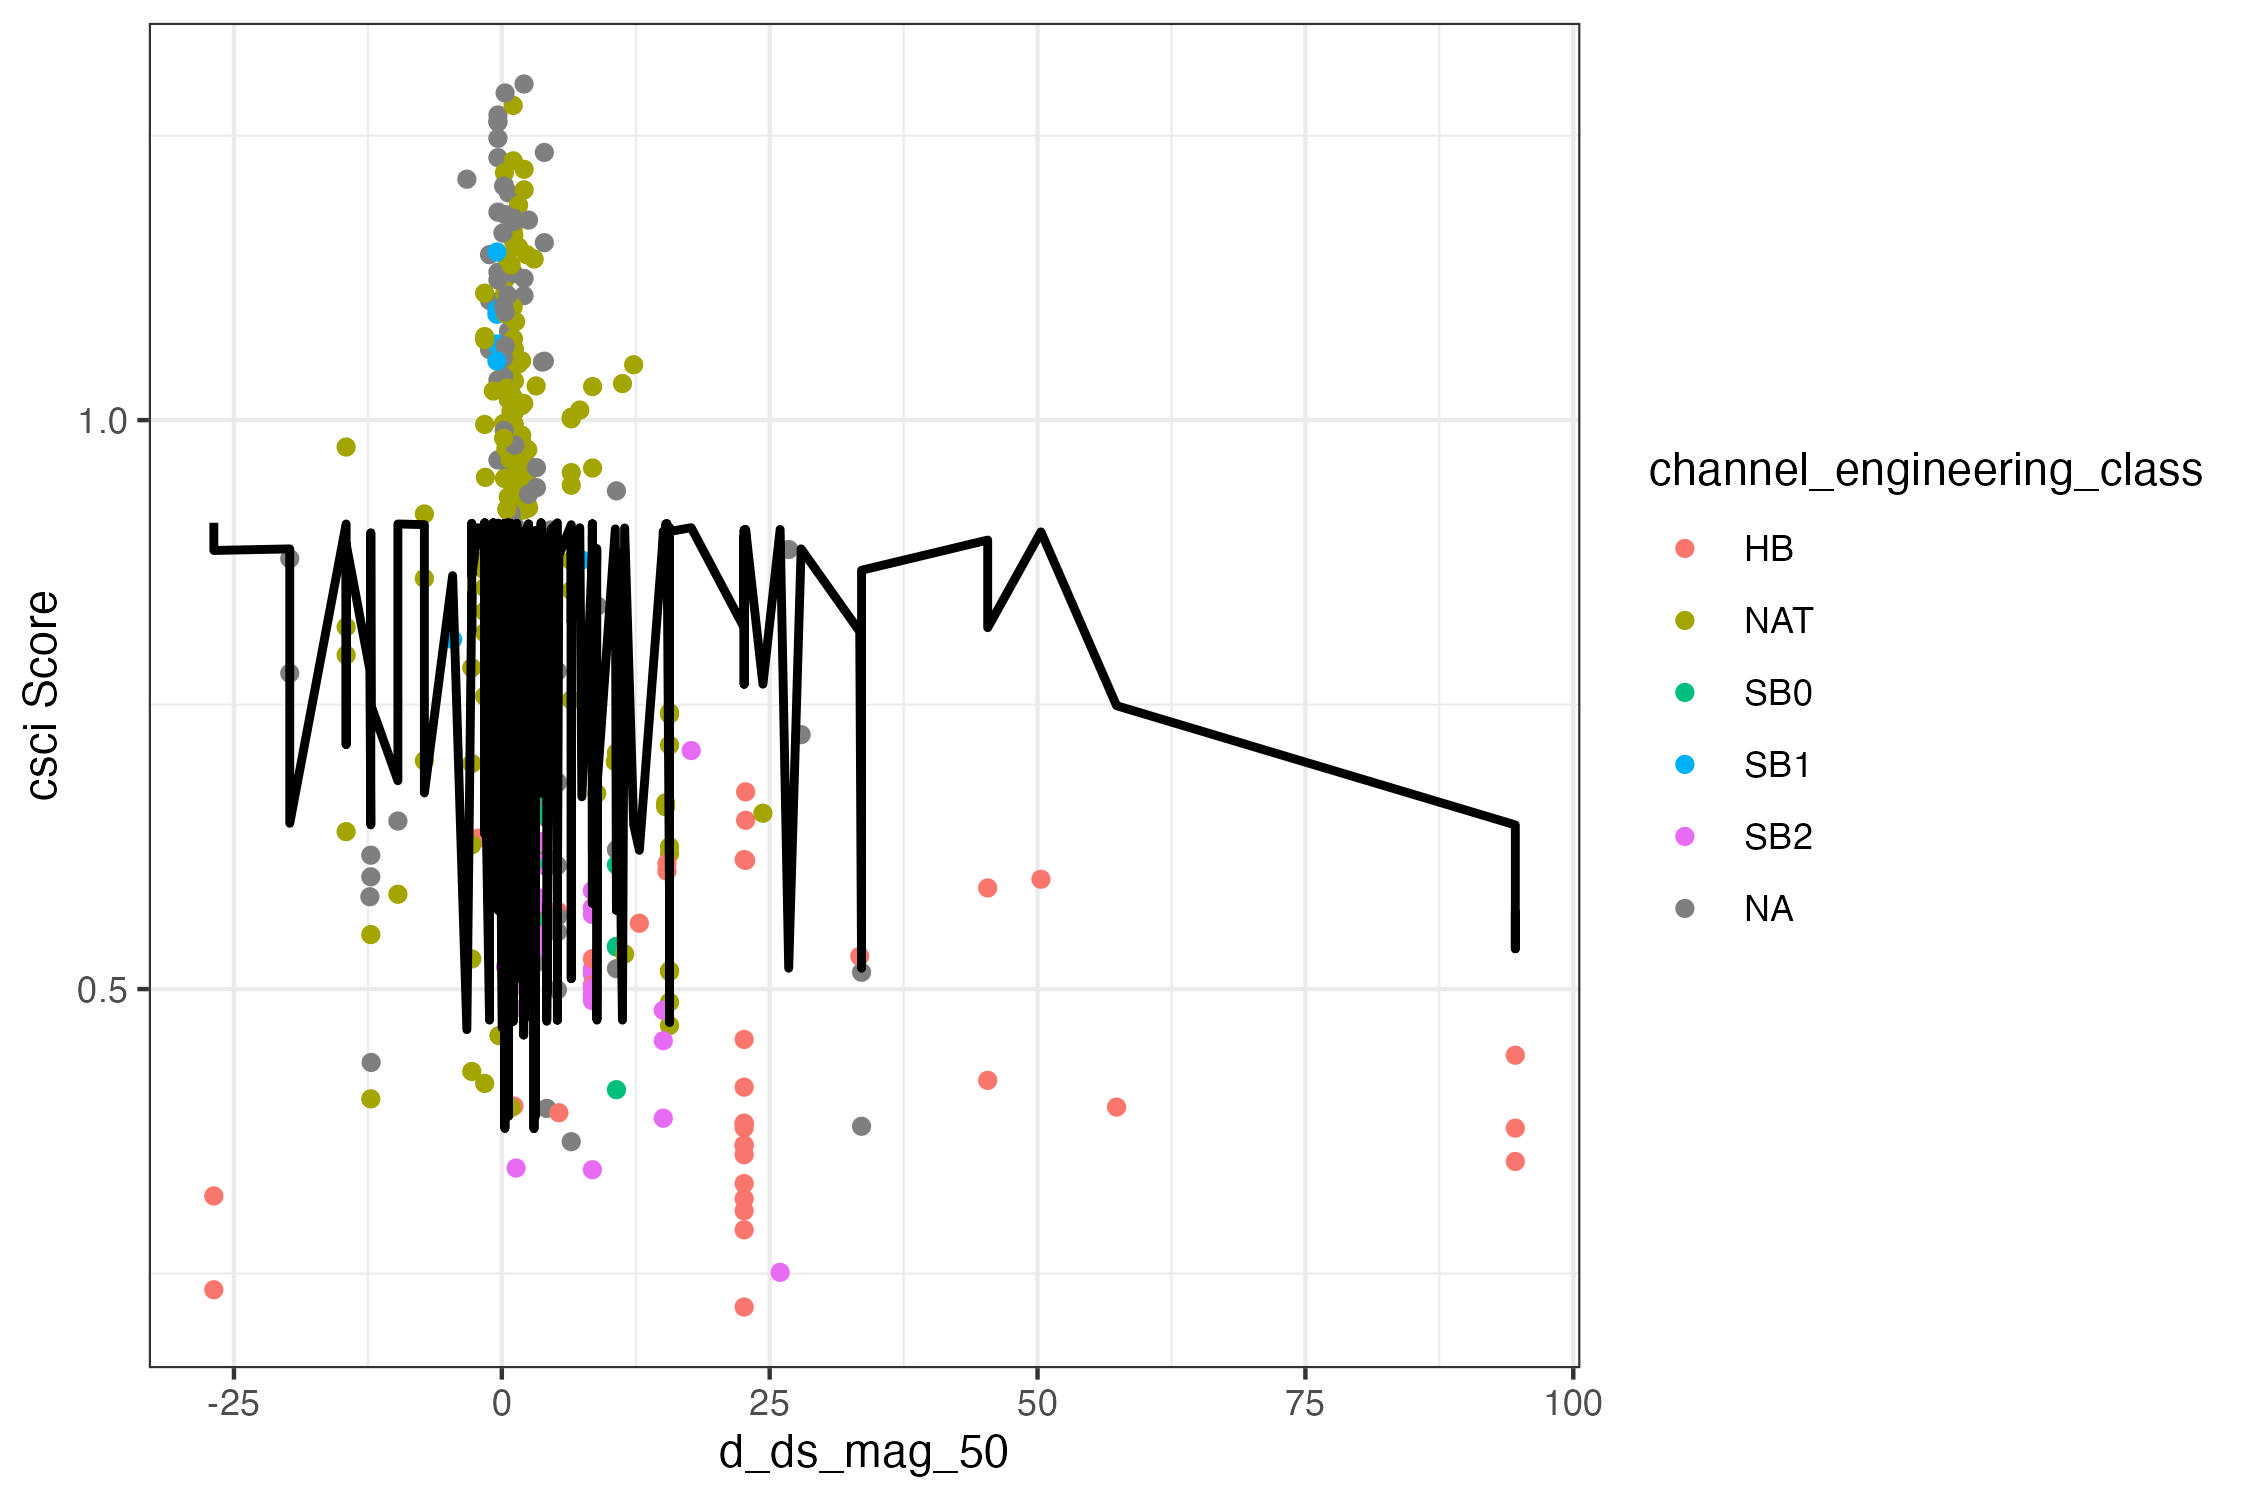 csci Score
1.0
0.5
-25
0
25
50
75
100
d_ds_mag_50
channel_engineering_class
HB
NAT
SB0
SB1
SB2
NA